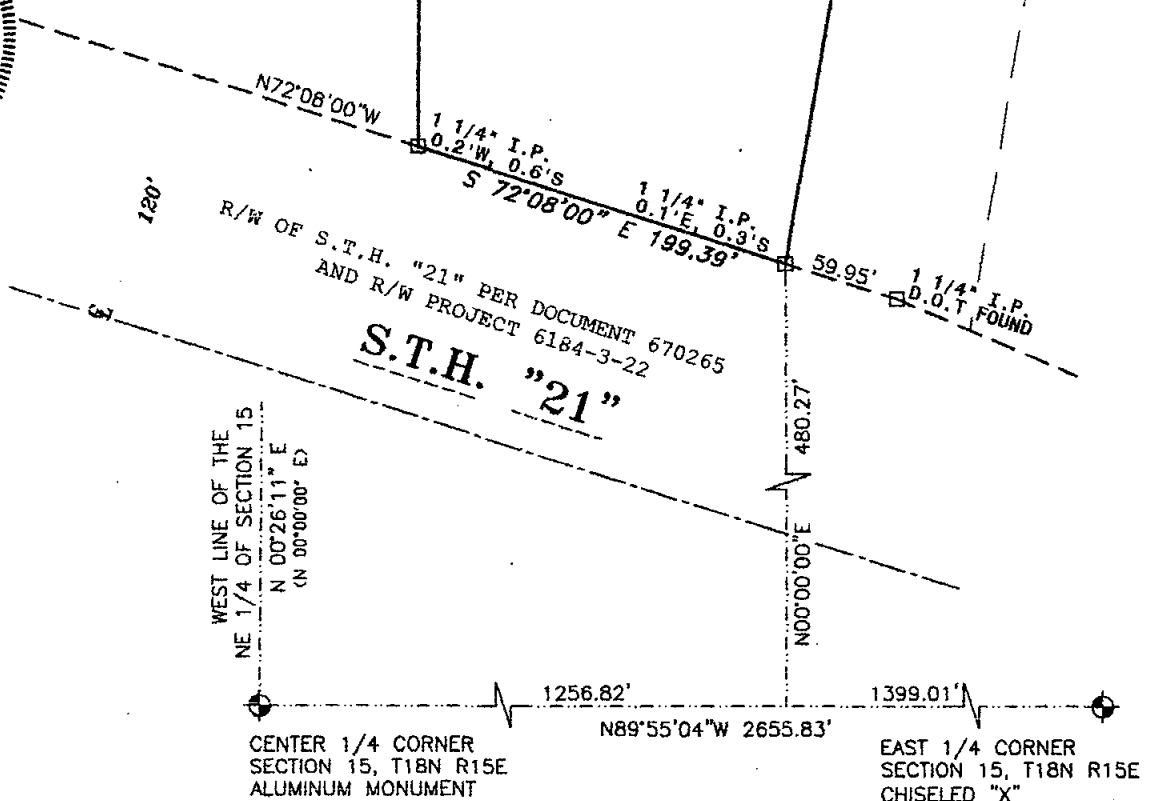 N72°08'00"W
1 1/4" I.P.
0.2'W, 0.6'S
S 72°08'00" E 199.39'
1 1/4" I.P.
0.1'E, 0.3'S
59.95'
1 1/4" I.P.
D.O.T FOUND
120'
R/W OF S.T.H. "21" PER DOCUMENT 670265
AND R/W PROJECT 6184-3-22
S.T.H. "21"
480.27'
N00°00'00"E
WEST LINE OF THE
NE 1/4 OF SECTION 15
N 00°26'11" E
(N 00°00'00" E)
1256.82'
1399.01'
N89°55'04"W 2655.83'
CENTER 1/4 CORNER
SECTION 15, T18N R15E
ALUMINUM MONUMENT
EAST 1/4 CORNER
SECTION 15, T18N R15E
CHISELED "X"